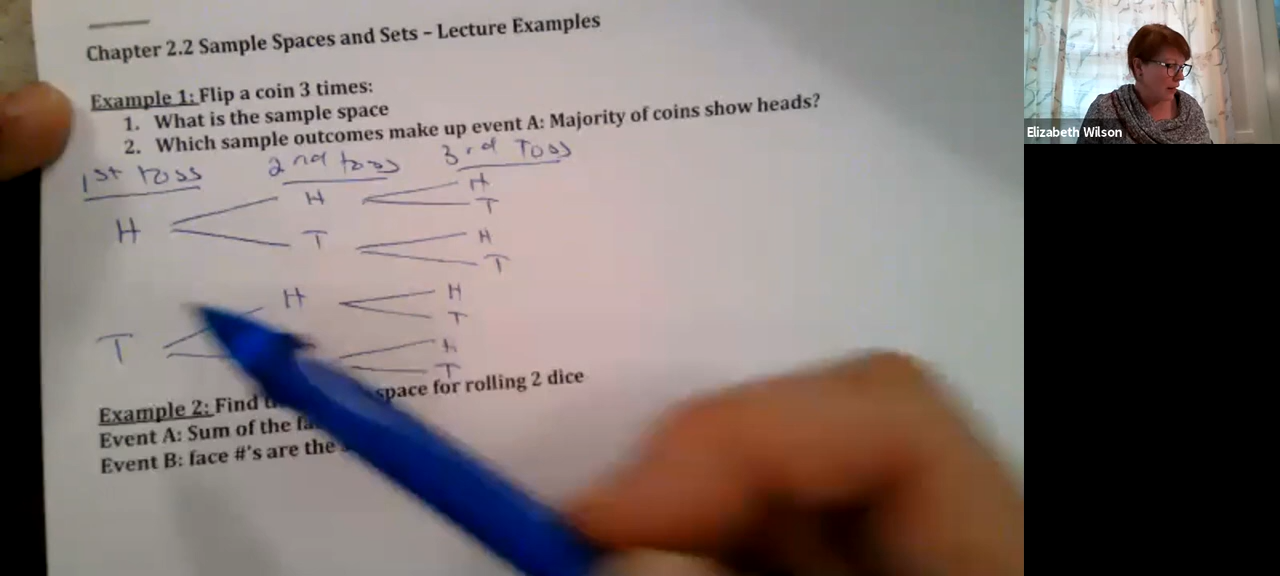 Chapter 2.2 Sample Spaces and Sets – Lecture Examples
Example 1: Flip a coin 3 times:
1. What is the sample space
2. Which sample outcomes make up event A: Majority of coins show heads?
1st toss 2nd toss 3rd Toss
H
T
H
H
T
H
T
H
H
T
T
H
T
Example 2: Find space for rolling 2 dice
Event A: Sum of the
Event B: face #'s are the
Elizabeth Wilson